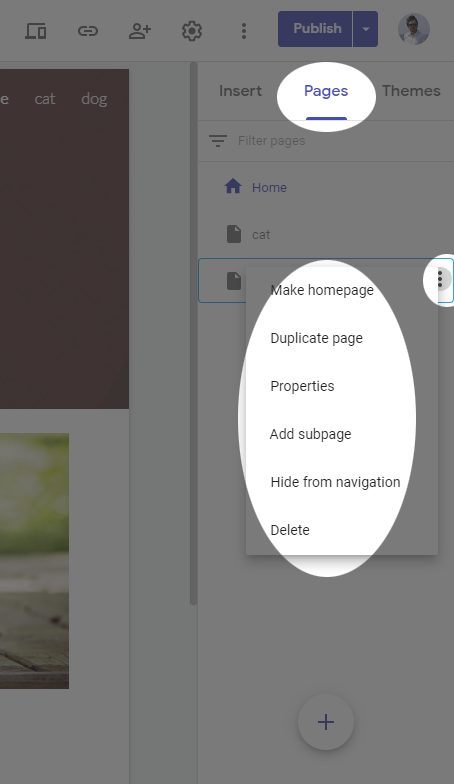 Publish
e cat dog
Insert Pages Themes
Filter pages
Home
cat
Make homepage
Duplicate page
Properties
Add subpage
Hide from navigation
Delete